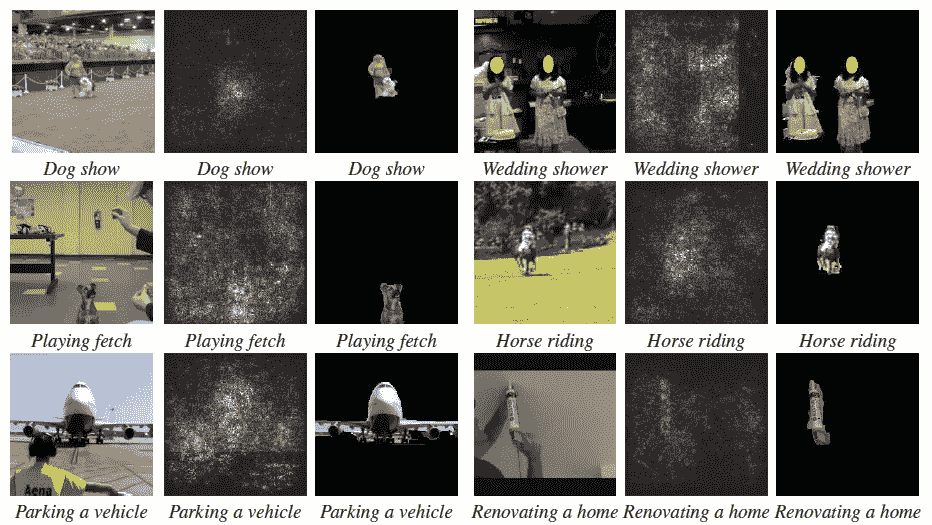 Dog show Dog show Dog show Wedding shower Wedding shower Wedding shower
Playing fetch Playing fetch Playing fetch Horse riding Horse riding Horse riding
Aena
Parking a vehicle Parking a vehicle Parking a vehicle Renovating a home Renovating a home Renovating a home